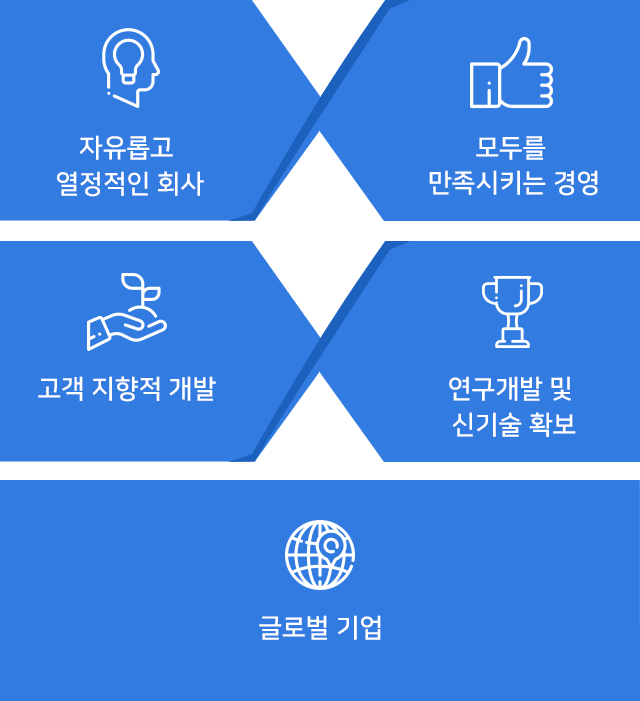 자유롭고
열정적인 회사
모두를
만족시키는 경영
고객 지향적 개발
연구개발 및
신기술 확보
글로벌 기업